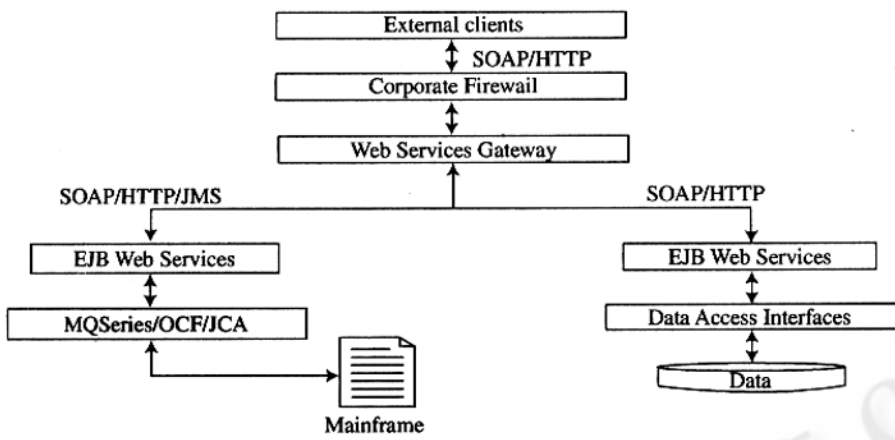 External clients
SOAP/HTTP
Corporate Firewail
Web Services Gateway
SOAP/HTTP/JMS
SOAP/HTTP
EJB Web Services
EJB Web Services
MQSeries/OCF/JCA
Data Access Interfaces
Data
Mainframe